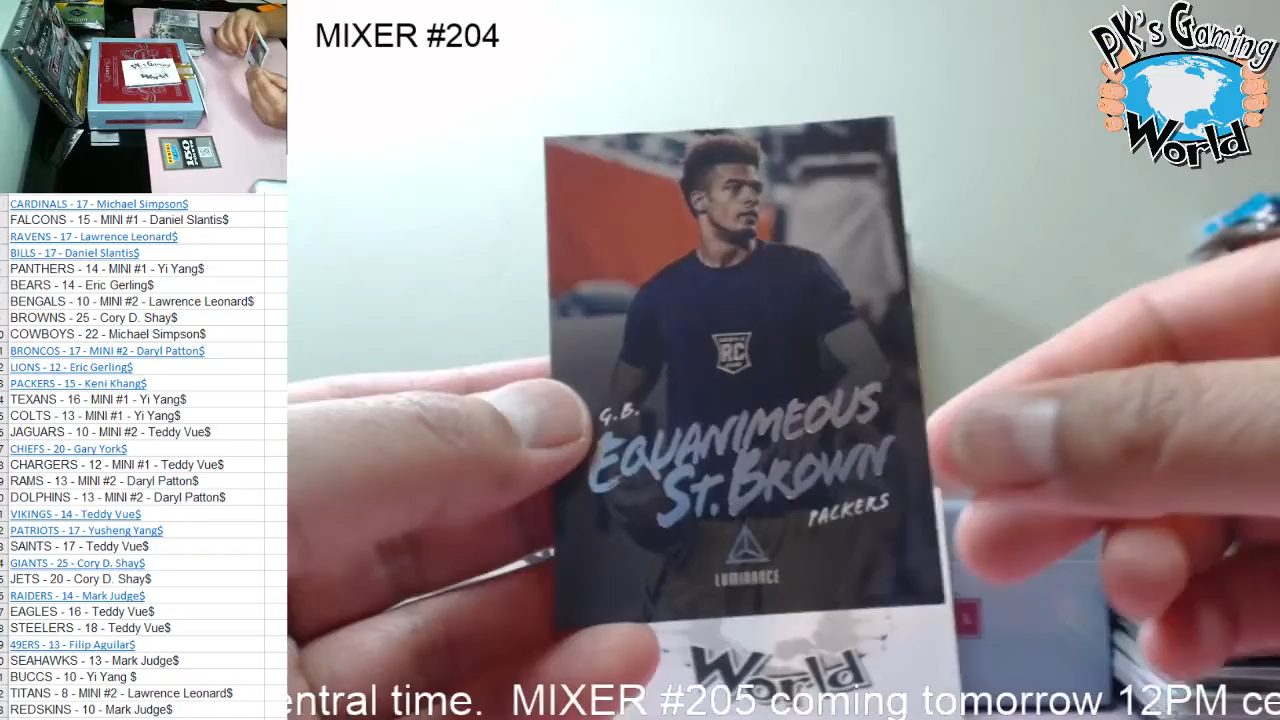 MIXER #204
PK's Gaming
World
CARDINALS - 17 - Michael Simpson$
FALCONS - 15 - MINI #1 - Daniel Slantis$
RAVENS - 17 - Lawrence Leonard$
BILLS - 17 - Daniel Slantis$
PANTHERS - 14 - MINI #1 - Yi Yang$
BEARS - 14 - Eric Gerling$
BENGALS - 10 - MINI #2 - Lawrence Leonard$
BROWNS - 25 - Cory D. Shay$
COWBOYS - 22 - Michael Simpson$
BRONCOS - 17 - MINI #2 - Daryl Patton$
LIONS - 12 - Eric Gerling$
PACKERS - 15 - Keni Khang$
TEXANS - 16 - MINI #1 - Yi Yang$
COLTS - 13 - MINI #1 - Yi Yang$
JAGUARS - 10 - MINI #2 - Teddy Vue$
CHIEFS - 20 - Gary York$
CHARGERS - 12 - MINI #1 - Teddy Vue$
RAMS - 13 - MINI #2 - Daryl Patton$
DOLPHINS - 13 - MINI #2 - Daryl Patton$
VIKINGS - 14 - Teddy Vue$
PATRIOTS - 17 - Yusheng Yang$
SAINTS - 17 - Teddy Vue$
GIANTS - 25 - Cory D. Shay$
JETS - 20 - Cory D. Shay$
RAIDERS - 14 - Mark Judge$
EAGLES - 16 - Teddy Vue$
STEELERS - 18 - Teddy Vue$
49ERS - 13 - Filip Aguilar$
SEAHAWKS - 13 - Mark Judge$
BUCCS - 10 - Yi Yang $
TITANS - 8 - MINI #2 - Lawrence Leonard$
REDSKINS - 10 - Mark Judge$
RC
G.B.
EQUANIMEOUS
ST. BROWN
PACKERS
LUMINANCE
World
entral time. MIXER #205 coming tomorrow 12PM ce